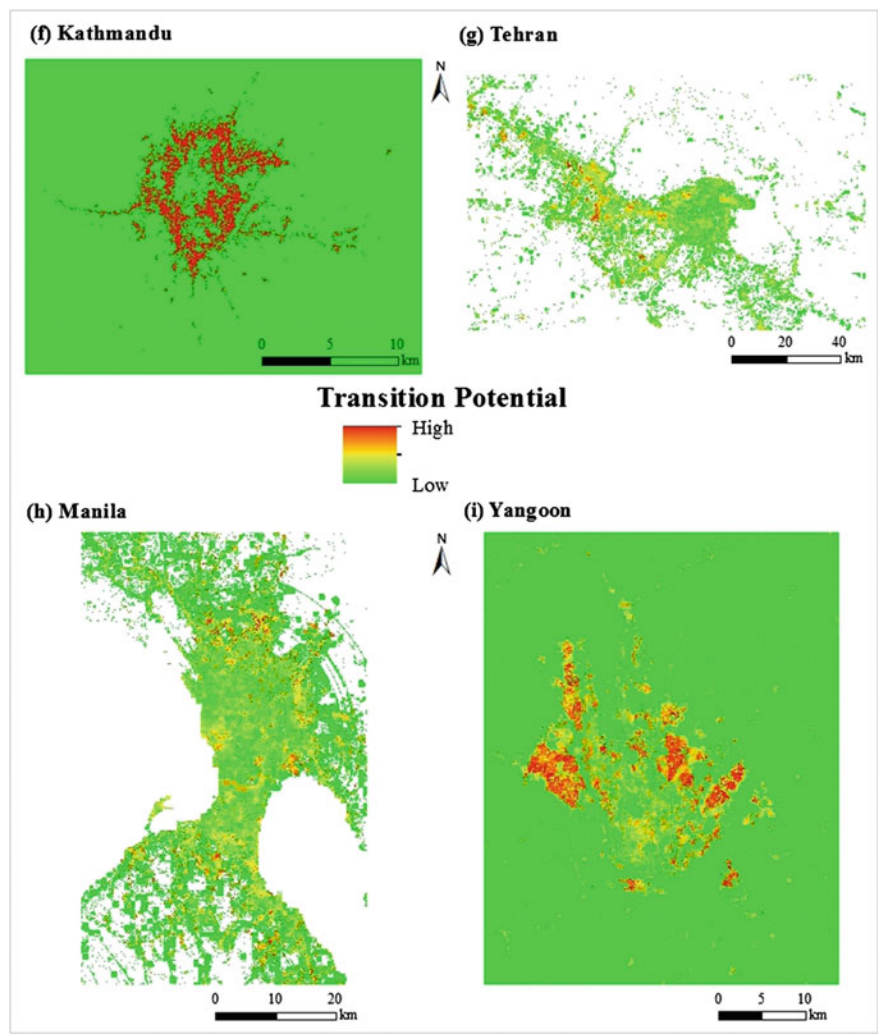 (f) Kathmandu
(g) Tehran
N
0 5 10
km
0 20 40
km
Transition Potential
High
Low
(h) Manila
(i) Yangoon
N
0 10 20
km
0 5 10
km